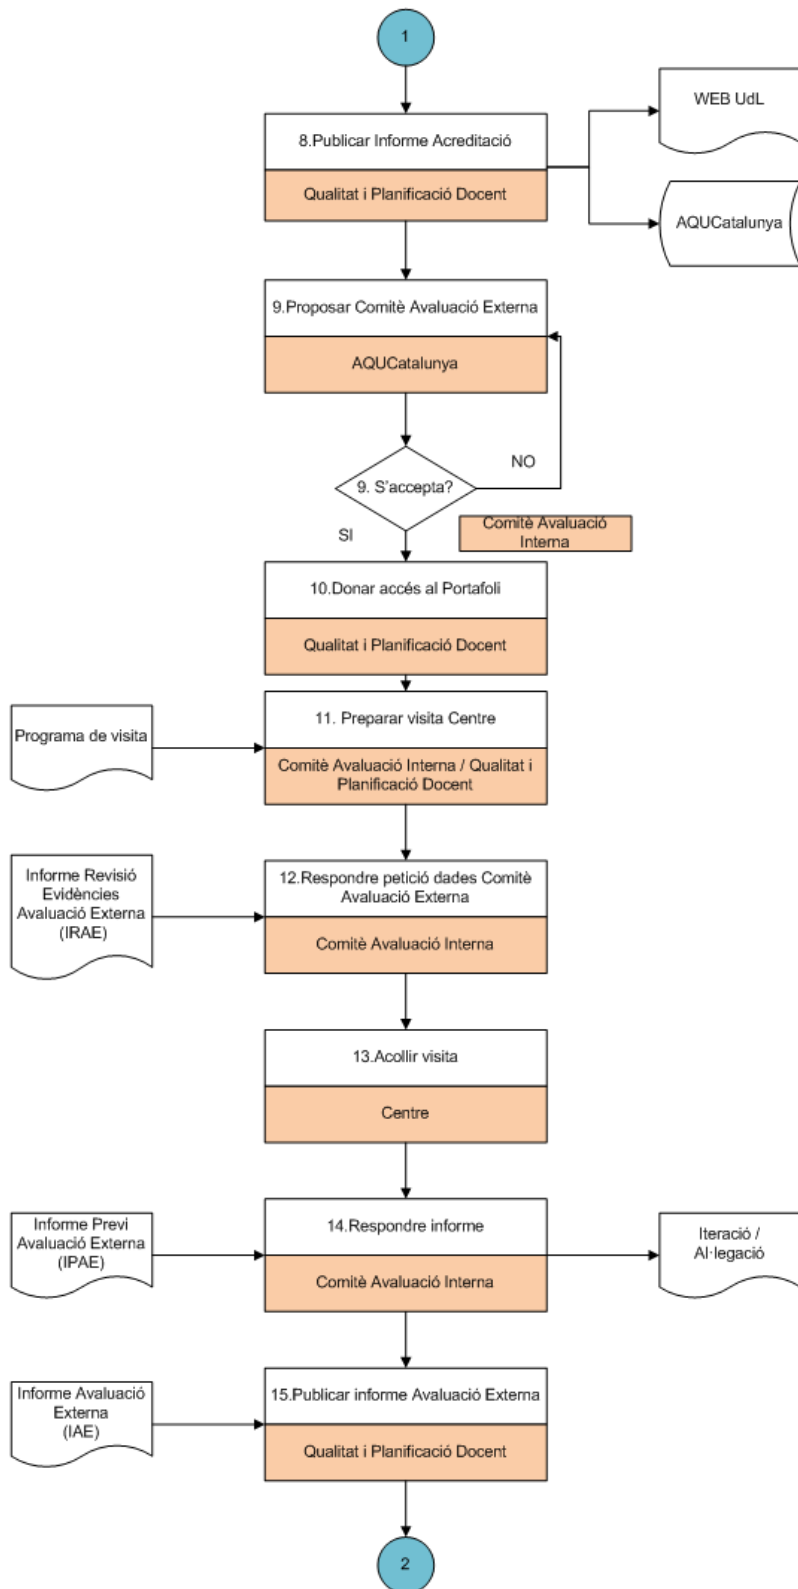 1
8.Publicar Informe Acreditació
Qualitat i Planificació Docent
WEB UdL
AQUCatalunya
9.Proposar Comitè Avaluació Externa
AQUCatalunya
9. S'accepta?
NO
SI
Comitè Avaluació
Interna
10.Donar accés al Portafoli
Qualitat i Planificació Docent
Programa de visita
11. Preparar visita Centre
Comitè Avaluació Interna / Qualitat i
Planificació Docent
Informe Revisió
Evidències
Avaluació Externa
(IRAE)
12.Respondre petició dades Comitè
Avaluació Externa
Comitè Avaluació Interna
13.Acollir visita
Centre
Informe Previ
Avaluació Externa
(IPAE)
14.Respondre informe
Comitè Avaluació Interna
Iteració /
Al·legació
Informe Avaluació
Externa
(IAE)
15.Publicar informe Avaluació Externa
Qualitat i Planificació Docent
2